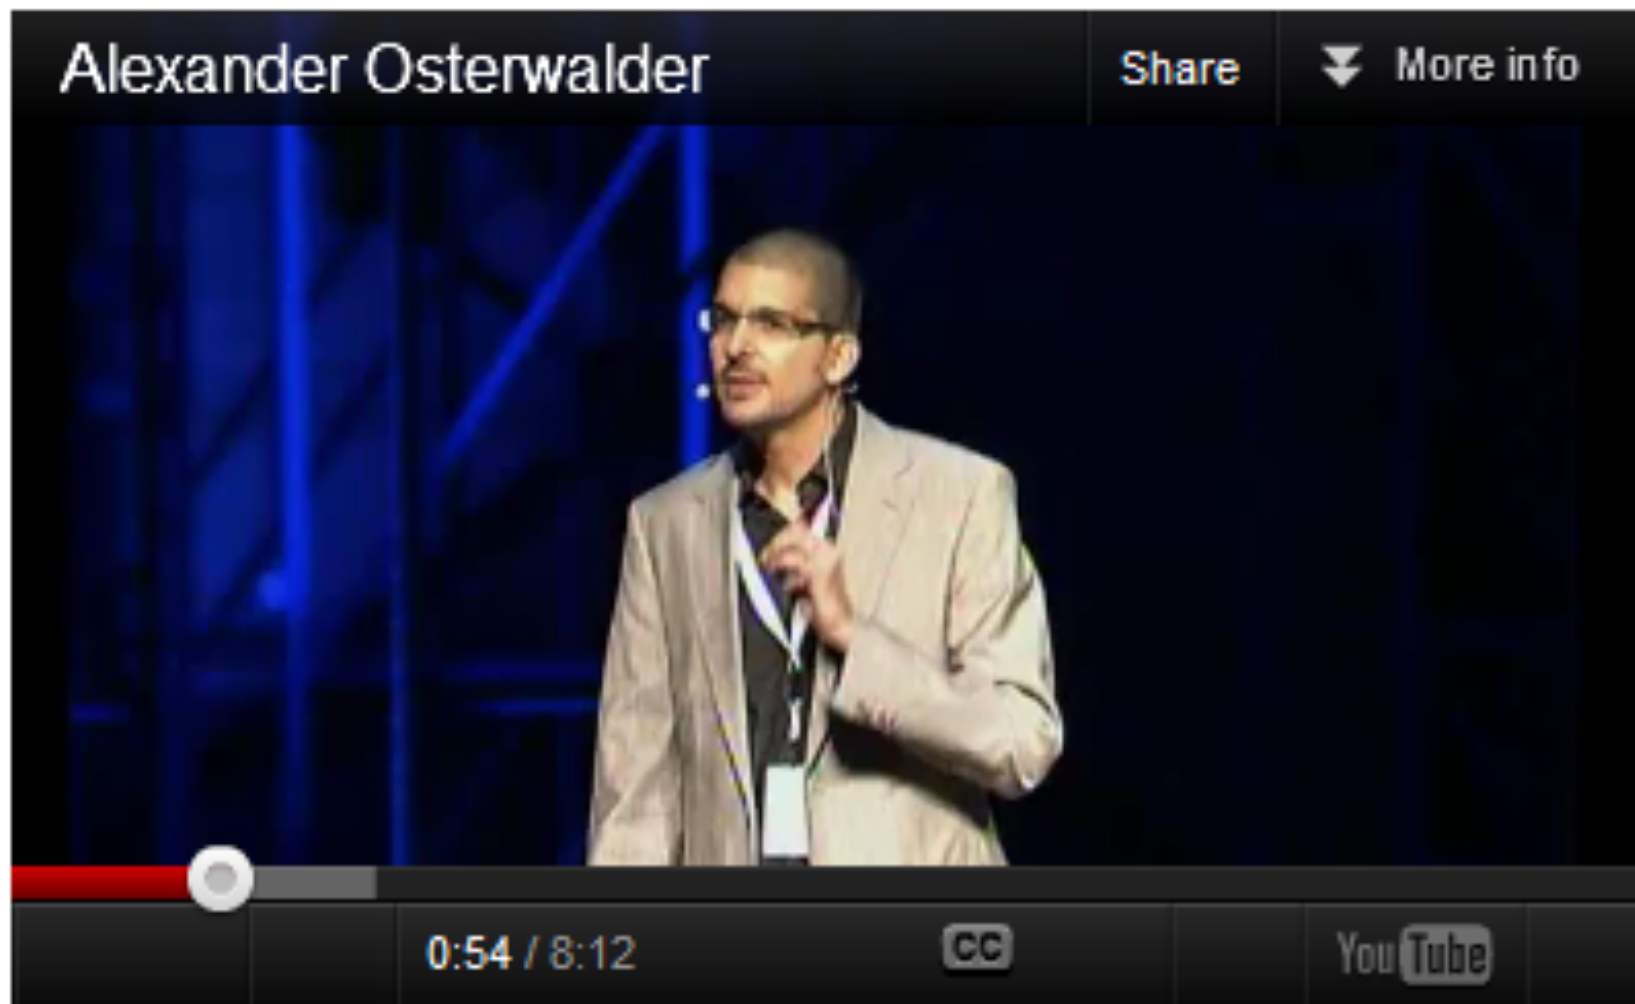 Alexander Osterwalder
Share
More info
0:54 / 8:12
CC
YouTube